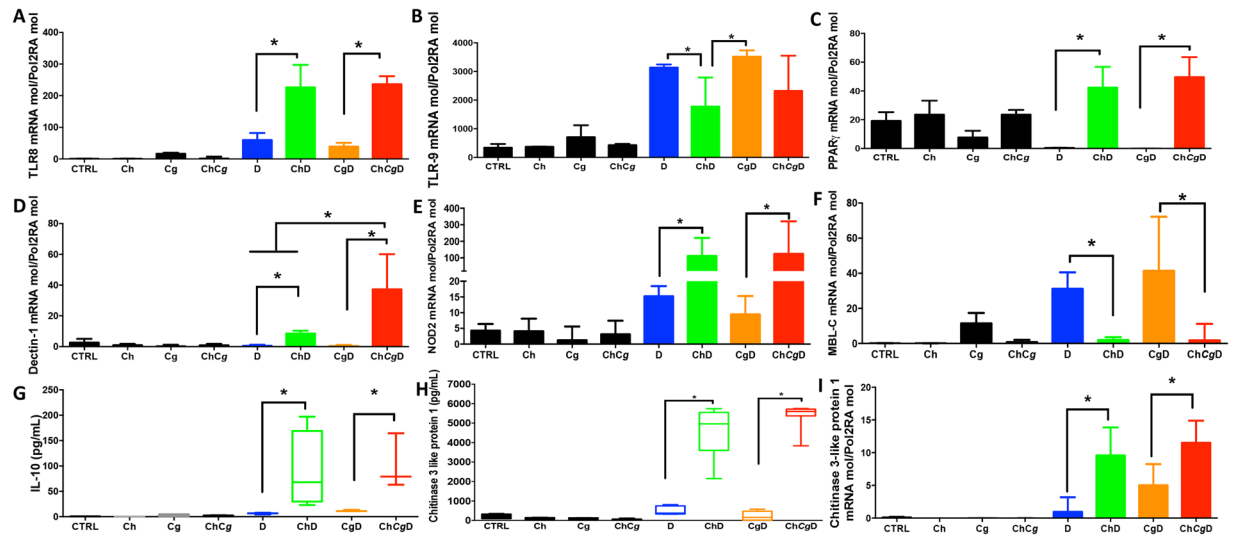 A
TLR8 mRNA mol/Pol2RA mol
300
200
100
80
60
40
20
0
*
*
CTRL Ch Cg ChCg D ChD CgD ChCgD
B
TLR-9 mRNA mol/Pol2RA mol
4000
3000
2000
1000
0
*
*
CTRL Ch Cg ChCg D ChD CgD ChCgD
C
PPARγ mRNA mol/Pol2RA mol
100
80
60
40
20
0
*
*
CTRL Ch Cg ChCg D ChD CgD ChCgD
D
Dectin-1 mRNA mol/Pol2RA mol
80
60
40
20
0
*
*
*
CTRL Ch Cg ChCg D ChD CgD ChCgD
E
NOD2 mRNA mol/Pol2RA mol
400
300
200
100
50
25
20
15
10
5
0
*
*
CTRL Ch Cg ChCg D ChD CgD ChCgD
F
MBL-C mRNA mol/Pol2RA mol
80
60
40
20
0
*
*
CTRL Ch Cg ChCg D ChD CgD ChCgD
G
IL-10 (pg/mL)
250
200
150
100
50
0
*
*
CTRL Ch Cg ChCg D ChD CgD ChCgD
H
Chitinase 3 like protein 1 (pg/mL)
7000
6000
5000
4000
3000
2000
1000
0
*
*
CTRL Ch Cg ChCg D ChD CgD ChCgD
I
Chitinase 3-like protein 1
mRNA mol/Pol2RA mol
20
15
10
5
0
*
*
CTRL Ch Cg ChCg D ChD CgD ChCgD